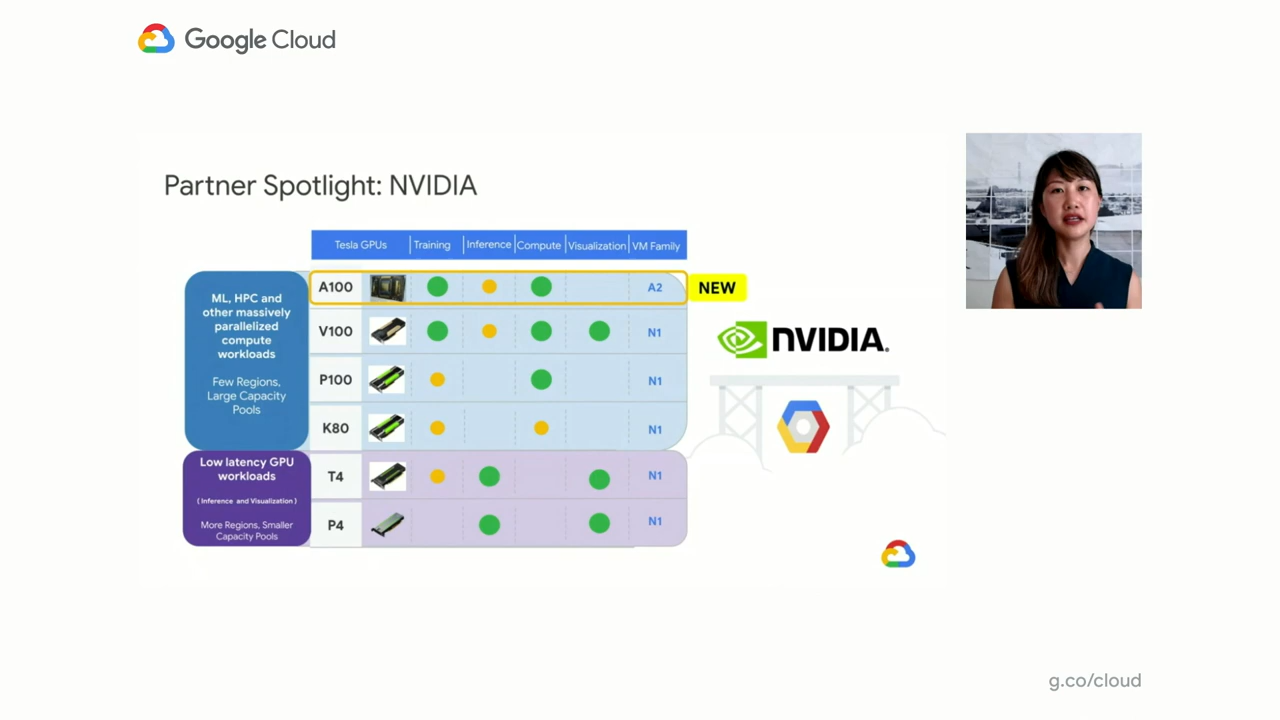 Google Cloud
Partner Spotlight: NVIDIA
Tesla GPUs Training Inference Compute Visualization VM Family
ML, HPC and
other massively
parallelized
compute
workloads
Few Regions,
Large Capacity
Pools
A100 A2
NEW
V100 N1
P100 N1
K80 N1
Low latency GPU
workloads
( Inference and Visualization )
More Regions, Smaller
Capacity Pools
T4 N1
P4 N1
NVIDIA.
g.co/cloud